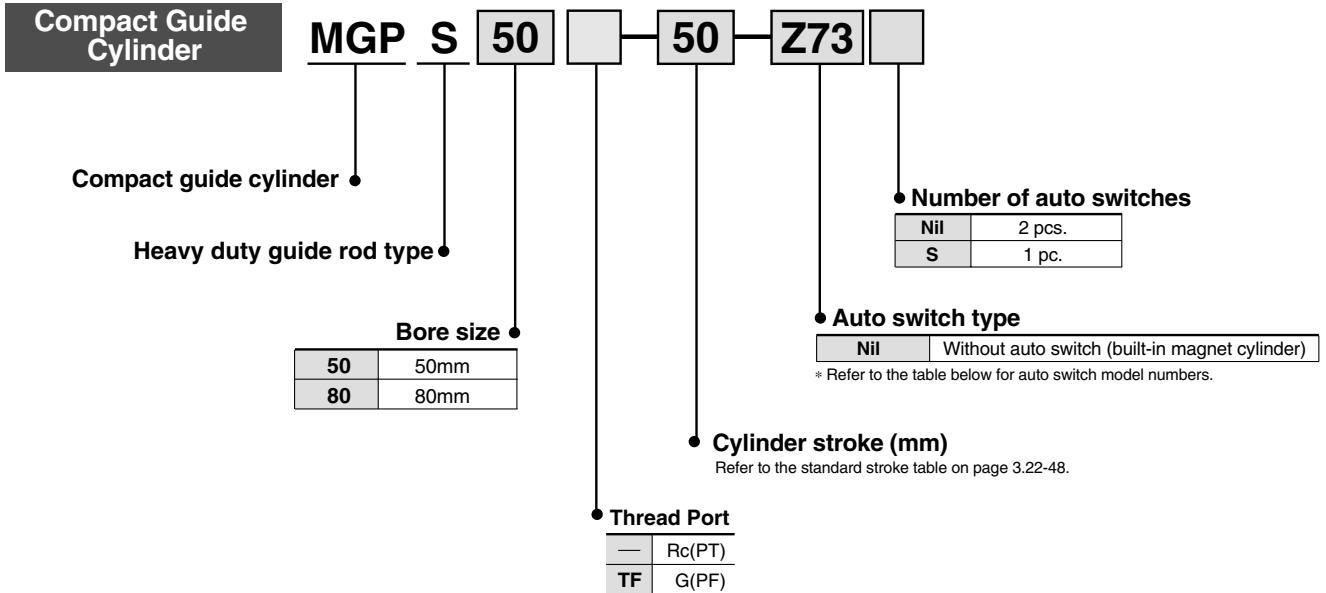 Compact Guide
Cylinder
MGP S 50 — 50 — Z73
Compact guide cylinder
Heavy duty guide rod type
Number of auto switches
Nil 2 pcs.
S 1 pc.
Bore size
50 50mm
80 80mm
Auto switch type
Nil Without auto switch (built-in magnet cylinder)
∗ Refer to the table below for auto switch model numbers.
Cylinder stroke (mm)
Refer to the standard stroke table on page 3.22-48.
Thread Port
— Rc(PT)
TF G(PF)